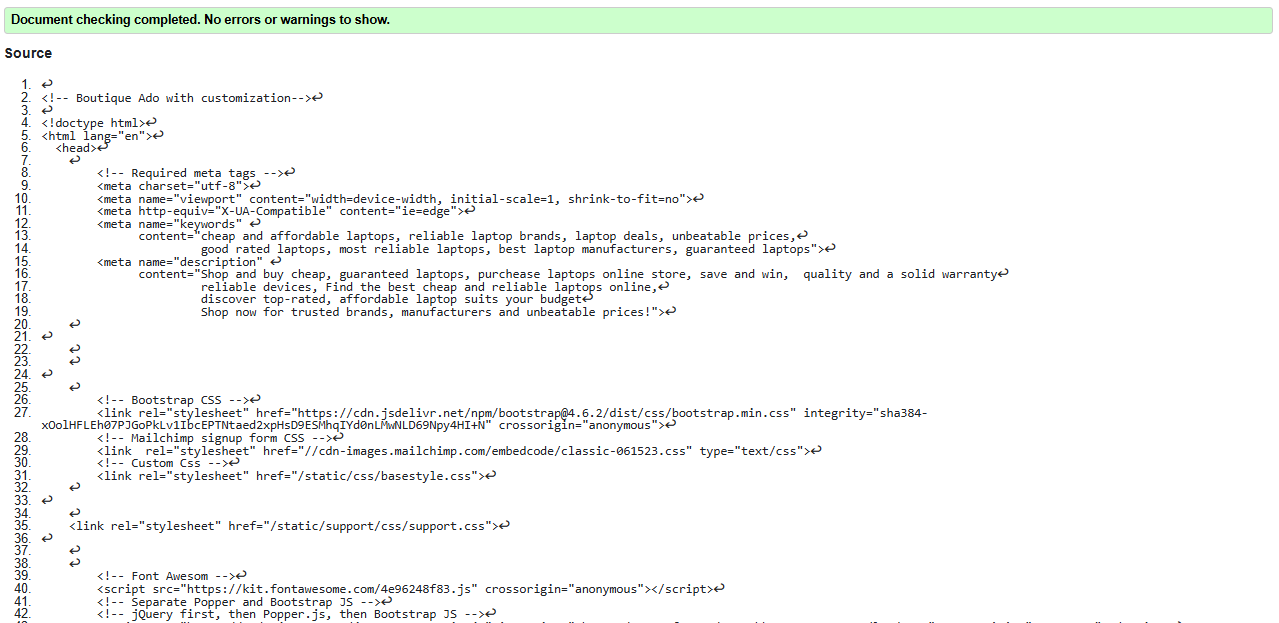 Document checking completed. No errors or warnings to show.
Source
1. ↩
2. <!-- Boutique Ado with customization-->↩
3. ↩
4. <!doctype html>↩
5. <html lang="en">↩
6. <head>↩
7. ↩
8. <!-- Required meta tags -->↩
9. <meta charset="utf-8">↩
10. <meta name="viewport" content="width=device-width, initial-scale=1, shrink-to-fit=no">↩
11. <meta http-equiv="X-UA-Compatible" content="ie=edge">↩
12. <meta name="keywords" ↩
13. content="cheap and affordable laptops, reliable laptop brands, laptop deals, unbeatable prices,↩
14. good rated laptops, most reliable laptops, best laptop manufacturers, guaranteed laptops">↩
15. <meta name="description" ↩
16. content="Shop and buy cheap, guaranteed laptops, purchease laptops online store, save and win,  quality and a solid warranty↩
17. reliable devices, Find the best cheap and reliable laptops online,↩
18. discover top-rated, affordable laptop suits your budget↩
19. Shop now for trusted brands, manufacturers and unbeatable prices!">↩
20. ↩
21. ↩
22. ↩
23. ↩
24. ↩
25. ↩
26. <!-- Bootstrap CSS -->↩
27. <link rel="stylesheet" href="https://cdn.jsdelivr.net/npm/bootstrap@4.6.2/dist/css/bootstrap.min.css" integrity="sha384-
xOolHFLEh07PJGoPkLv1IbcEPTNtaed2xpHsD9ESMhqIYd0nLMwNLD69Npy4HI+N" crossorigin="anonymous">↩
28. <!-- Mailchimp signup form CSS -->↩
29. <link  rel="stylesheet" href="//cdn-images.mailchimp.com/embedcode/classic-061523.css" type="text/css">↩
30. <!-- Custom Css -->↩
31. <link rel="stylesheet" href="/static/css/basestyle.css">↩
32. ↩
33. ↩
34. ↩
35. <link rel="stylesheet" href="/static/support/css/support.css">↩
36. ↩
37. ↩
38. ↩
39. <!-- Font Awesom -->↩
40. <script src="https://kit.fontawesome.com/4e96248f83.js" crossorigin="anonymous"></script>↩
41. <!-- Separate Popper and Bootstrap JS -->↩
42. <!-- jQuery first, then Popper.js, then Bootstrap JS -->↩